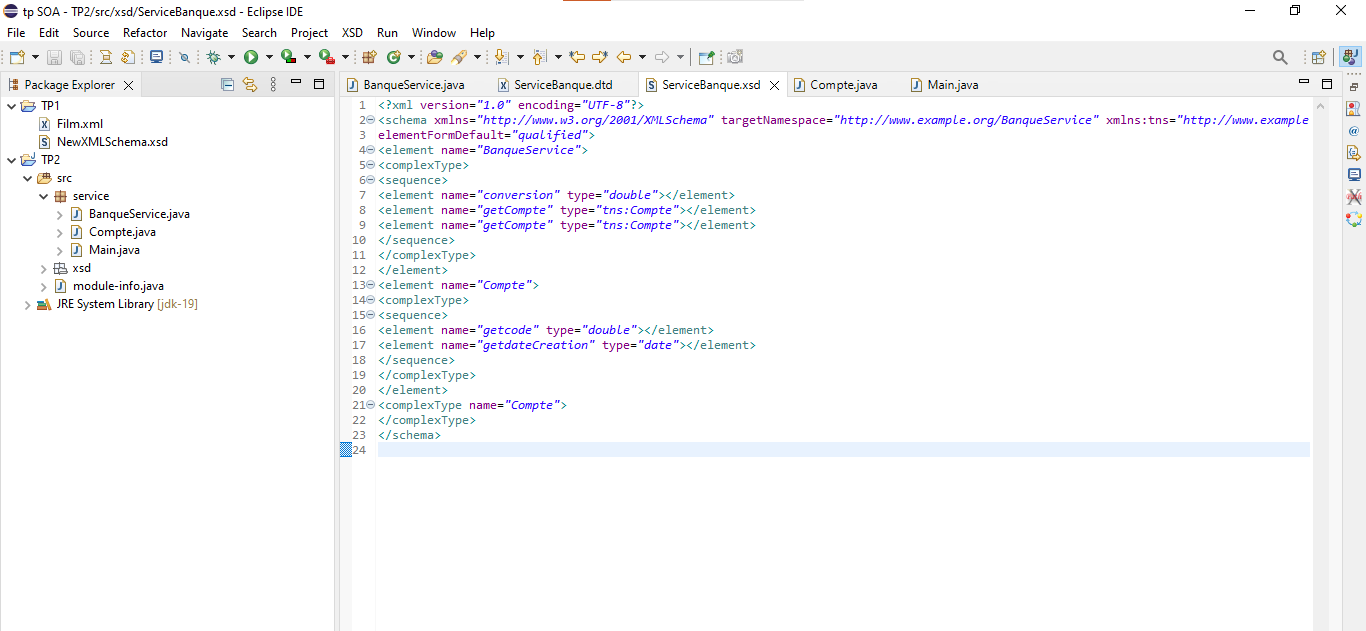 tp SOA - TP2/src/xsd/ServiceBanque.xsd - Eclipse IDE
File Edit Source Refactor Navigate Search Project XSD Run Window Help
Package Explorer
TP1
Film.xml
NewXMLSchema.xsd
TP2
src
service
BanqueService.java
Compte.java
Main.java
xsd
module-info.java
JRE System Library [jdk-19]
BanqueService.java ServiceBanque.dtd ServiceBanque.xsd Compte.java Main.java
1 <?xml version="1.0" encoding="UTF-8"?>
2 <schema xmlns="http://www.w3.org/2001/XMLSchema" targetNamespace="http://www.example.org/BanqueService" xmlns:tns="http://www.example
3 elementFormDefault="qualified">
4 <element name="BanqueService">
5 <complexType>
6 <sequence>
7 <element name="conversion" type="double"></element>
8 <element name="getCompte" type="tns:Compte"></element>
9 <element name="getCompte" type="tns:Compte"></element>
10 </sequence>
11 </complexType>
12 </element>
13 <element name="Compte">
14 <complexType>
15 <sequence>
16 <element name="getcode" type="double"></element>
17 <element name="getdateCreation" type="date"></element>
18 </sequence>
19 </complexType>
20 </element>
21 <complexType name="Compte">
22 </complexType>
23 </schema>
24